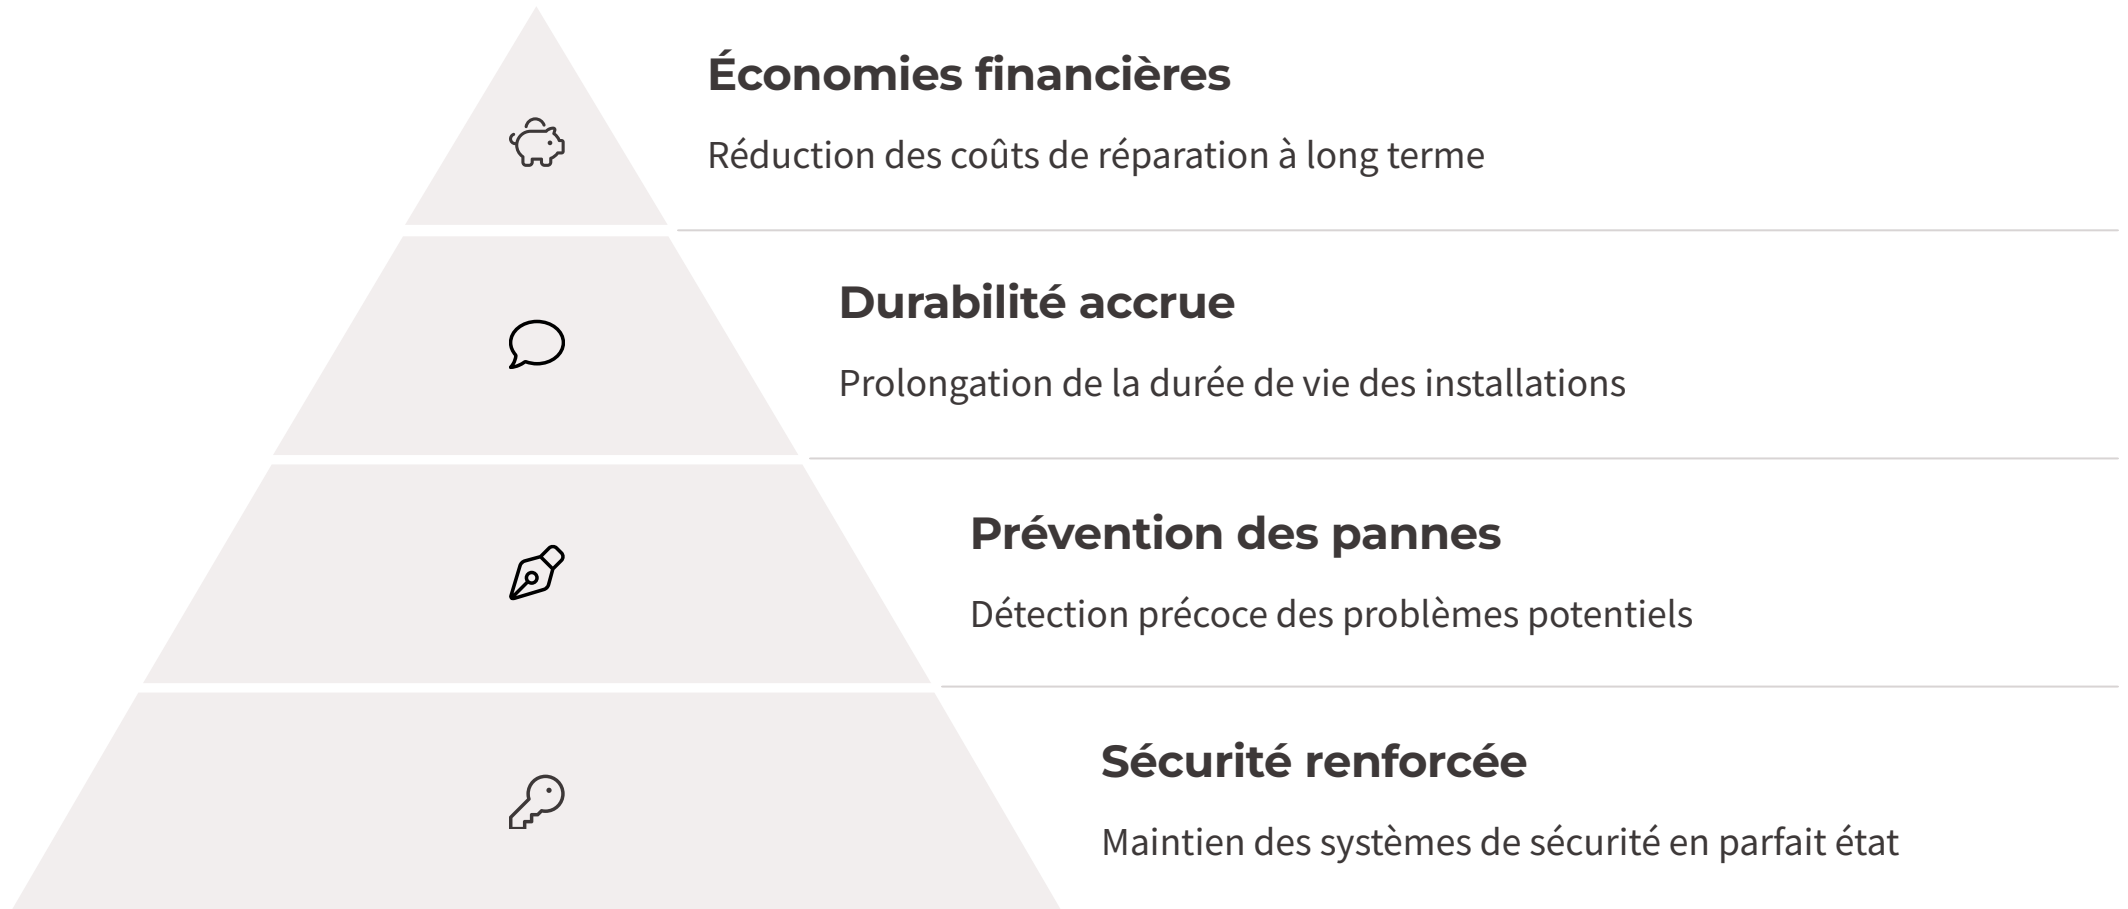 Économies financières
Réduction des coûts de réparation à long terme
Durabilité accrue
Prolongation de la durée de vie des installations
Prévention des pannes
Détection précoce des problèmes potentiels
Sécurité renforcée
Maintien des systèmes de sécurité en parfait état